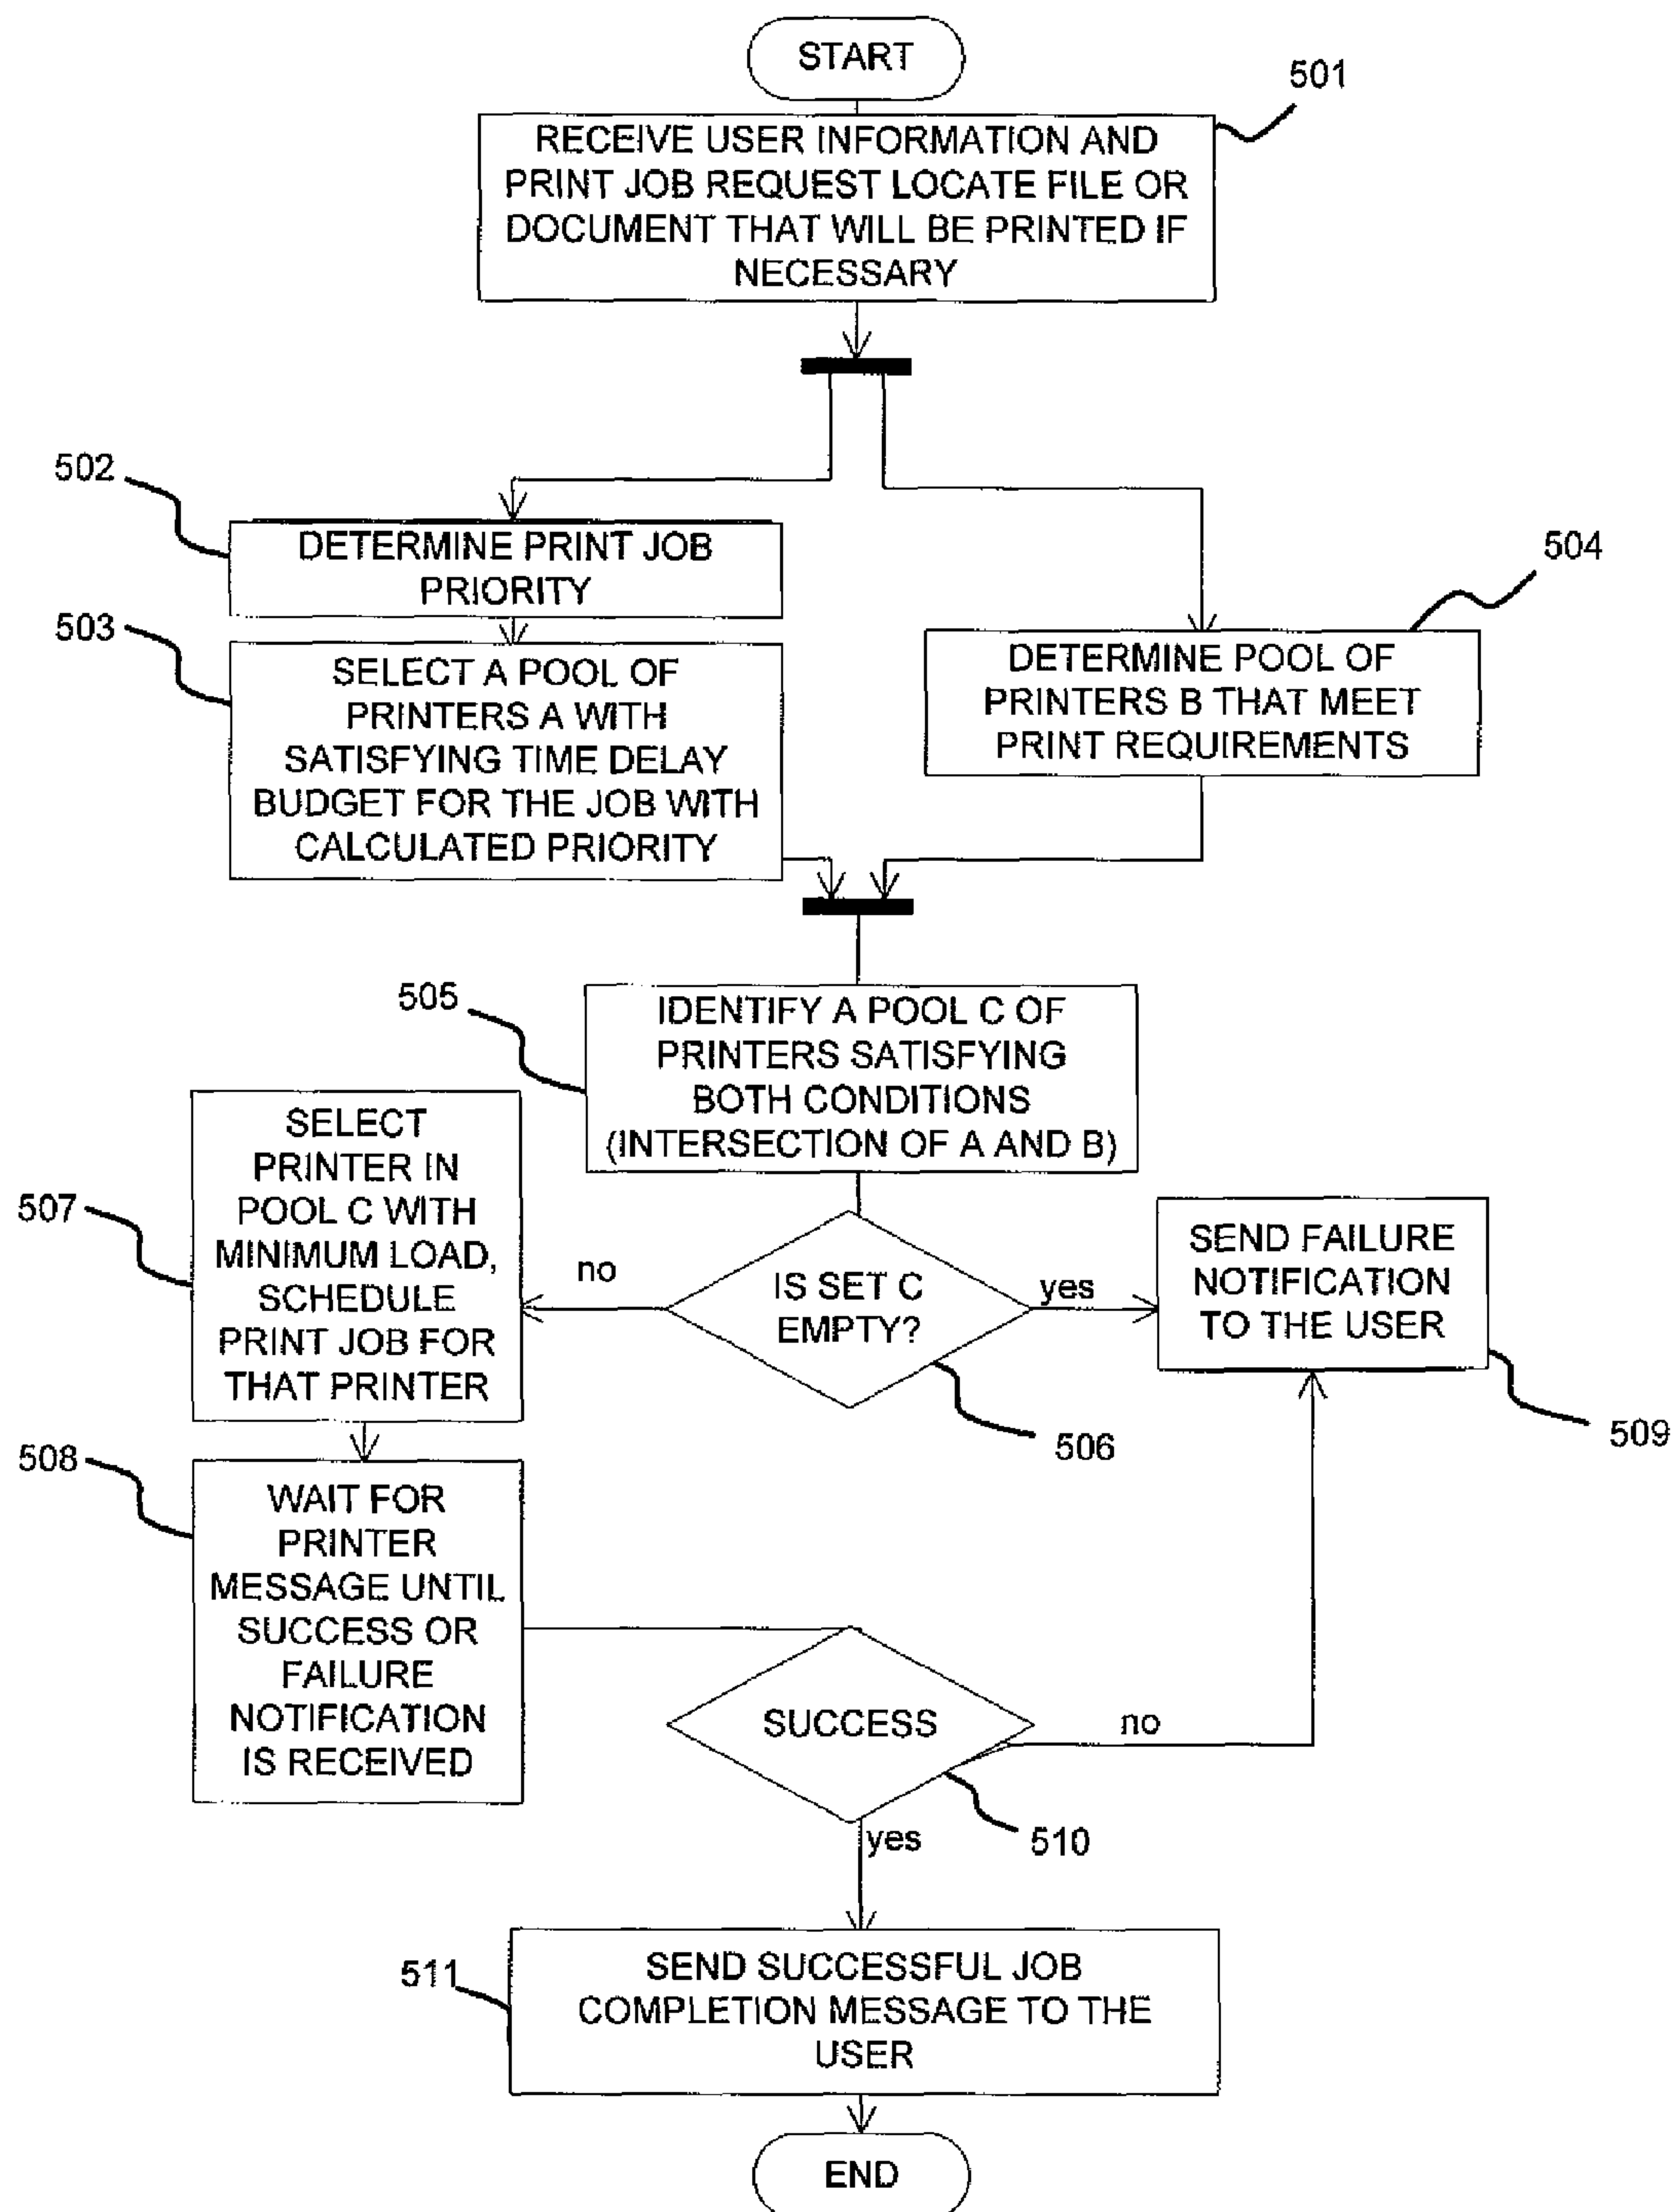 START
501
RECEIVE USER INFORMATION AND
PRINT JOB REQUEST LOCATE FILE OR
DOCUMENT THAT WILL BE PRINTED IF
NECESSARY
502
DETERMINE PRINT JOB
PRIORITY
503
SELECT A POOL OF
PRINTERS A WITH
SATISFYING TIME DELAY
BUDGET FOR THE JOB WITH
CALCULATED PRIORITY
504
DETERMINE POOL OF
PRINTERS B THAT MEET
PRINT REQUIREMENTS
505
IDENTIFY A POOL C OF
PRINTERS SATISFYING
BOTH CONDITIONS
(INTERSECTION OF A AND B)
IS SET C
EMPTY?
506
no
yes
507
SELECT
PRINTER IN
POOL C WITH
MINIMUM LOAD,
SCHEDULE
PRINT JOB FOR
THAT PRINTER
SEND FAILURE
NOTIFICATION
TO THE USER
509
508
WAIT FOR
PRINTER
MESSAGE UNTIL
SUCCESS OR
FAILURE
NOTIFICATION
IS RECEIVED
SUCCESS
no
510
yes
511
SEND SUCCESSFUL JOB
COMPLETION MESSAGE TO THE
USER
END